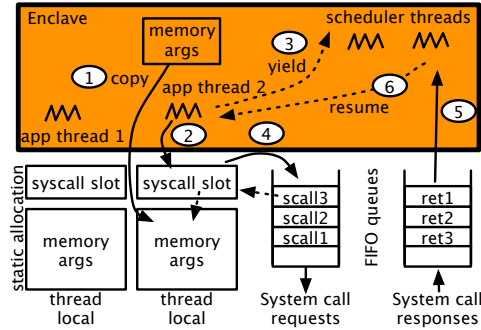 Enclave
scheduler threads
memory
args
3
1
copy
yield
app thread 2
6
resume
app thread 1
2
4
5
static allocation
syscall slot
syscall slot
scall3
scall2
scall1
FIFO queues
ret1
ret2
ret3
memory
args
memory
args
thread
local
thread
local
System call
requests
System call
responses